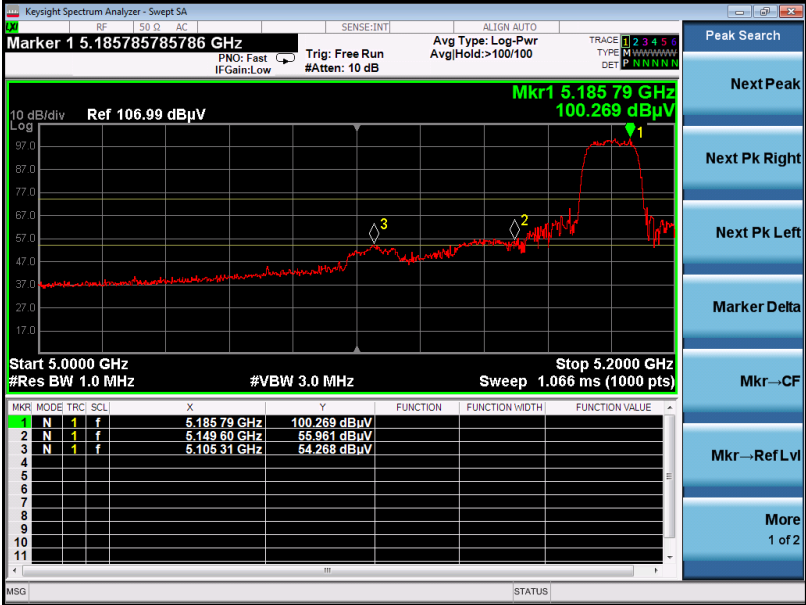 Keysight Spectrum Analyzer - Swept SA
LXI RF 50 Ω AC SENSE:INT ALIGN AUTO
Marker 1 5.185785785786 GHz
PNO: Fast
IFGain:Low
Trig: Free Run
#Atten: 10 dB
Avg Type: Log-Pwr
Avg|Hold:>100/100
TRACE 1 2 3 4 5 6
TYPE M W W W W W
DET P N N N N N
Mkr1 5.185 79 GHz
100.269 dBµV
10 dB/div Ref 106.99 dBµV
Log
97.0
87.0
77.0
67.0
57.0
47.0
37.0
27.0
17.0
1
2
3
Start 5.0000 GHz Stop 5.2000 GHz
#Res BW 1.0 MHz #VBW 3.0 MHz Sweep 1.066 ms (1000 pts)
MKR MODE TRC SCL X Y FUNCTION FUNCTION WIDTH FUNCTION VALUE
1 N 1 f 5.185 79 GHz 100.269 dBµV
2 N 1 f 5.149 60 GHz 55.961 dBµV
3 N 1 f 5.105 31 GHz 54.268 dBµV
4
5
6
7
8
9
10
11
MSG STATUS
Peak Search
Next Peak
Next Pk Right
Next Pk Left
Marker Delta
Mkr→CF
Mkr→Ref Lvl
More
1 of 2